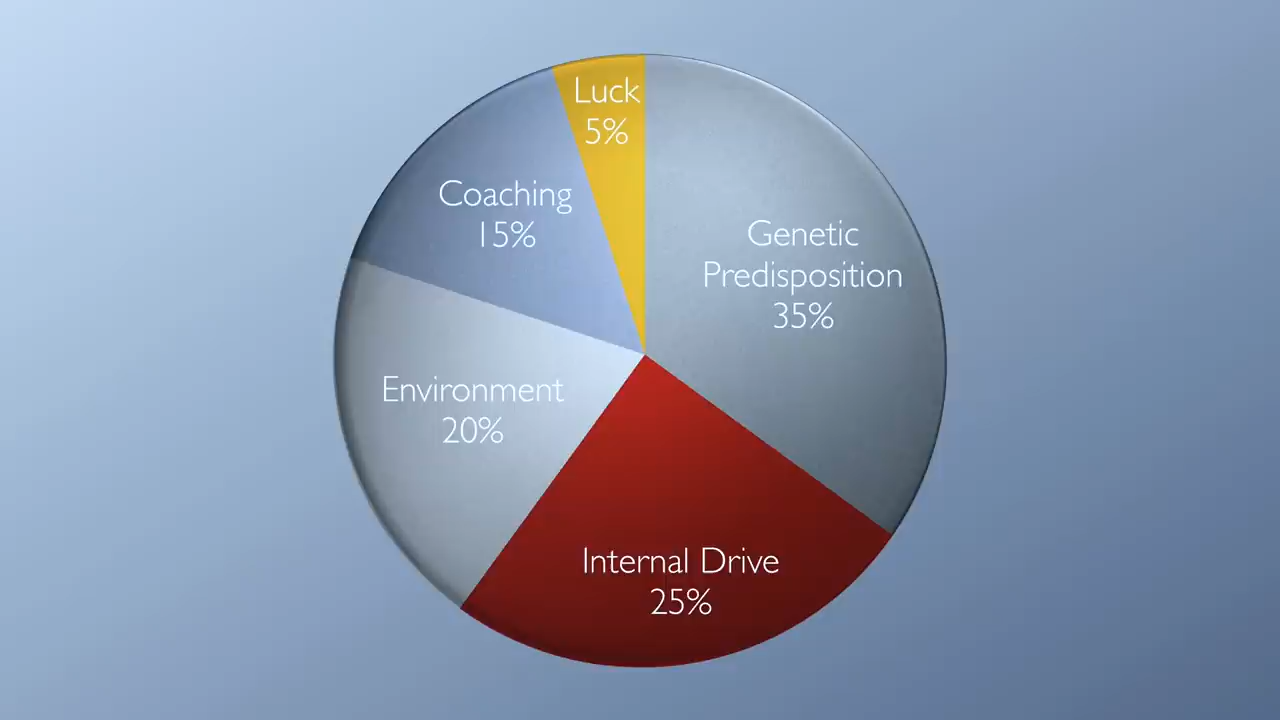 Luck
5%
Coaching
15%
Genetic
Predisposition
35%
Environment
20%
Internal Drive
25%